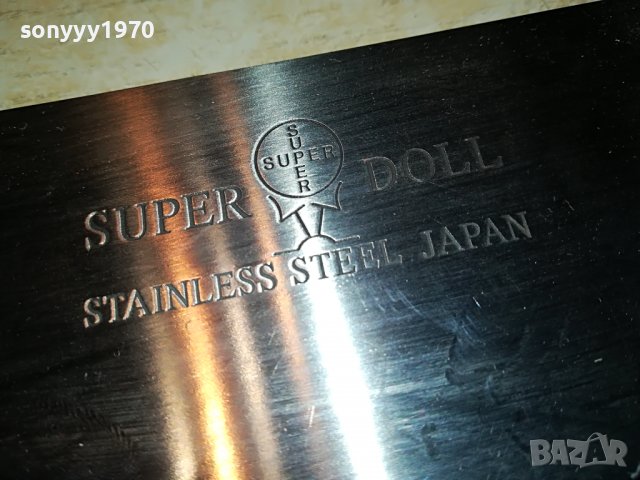 sonyyy1970
SUPER
SUPER
SUPER DOLL
STAINLESS STEEL JAPAN
BAZAR